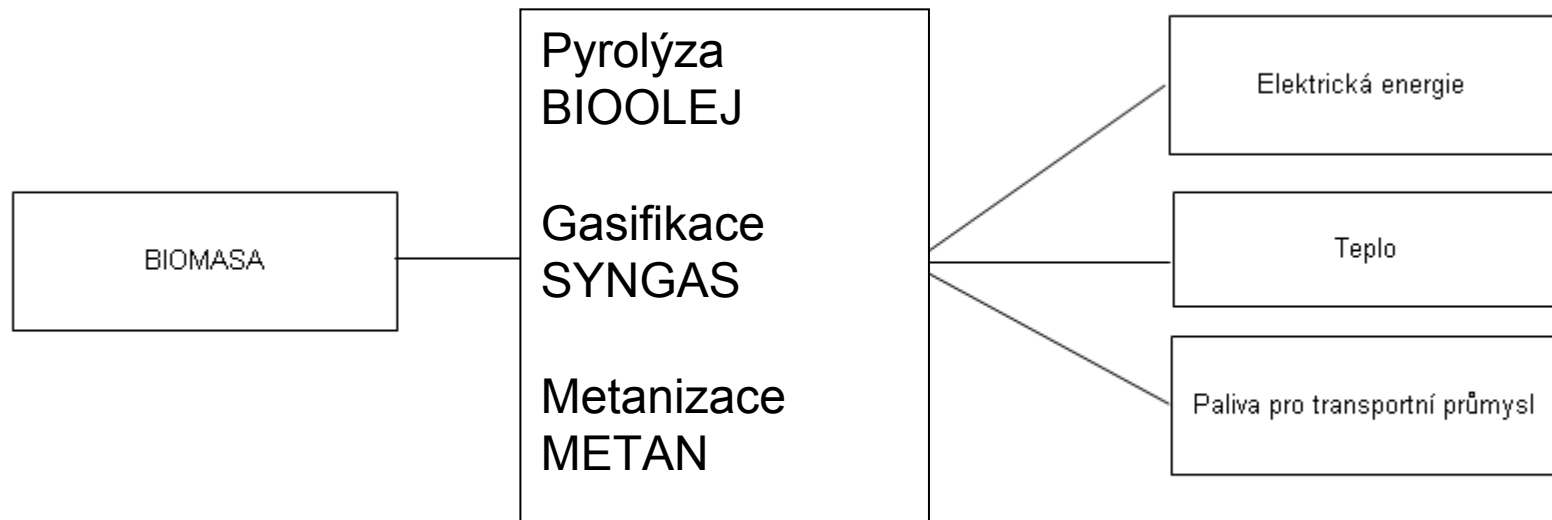 BIOMASA
Pyrolýza
BIOOLEJ
Gasifikace
SYNGAS
Metanizace
METAN
Elektrická energie
Teplo
Paliva pro transportní průmysl